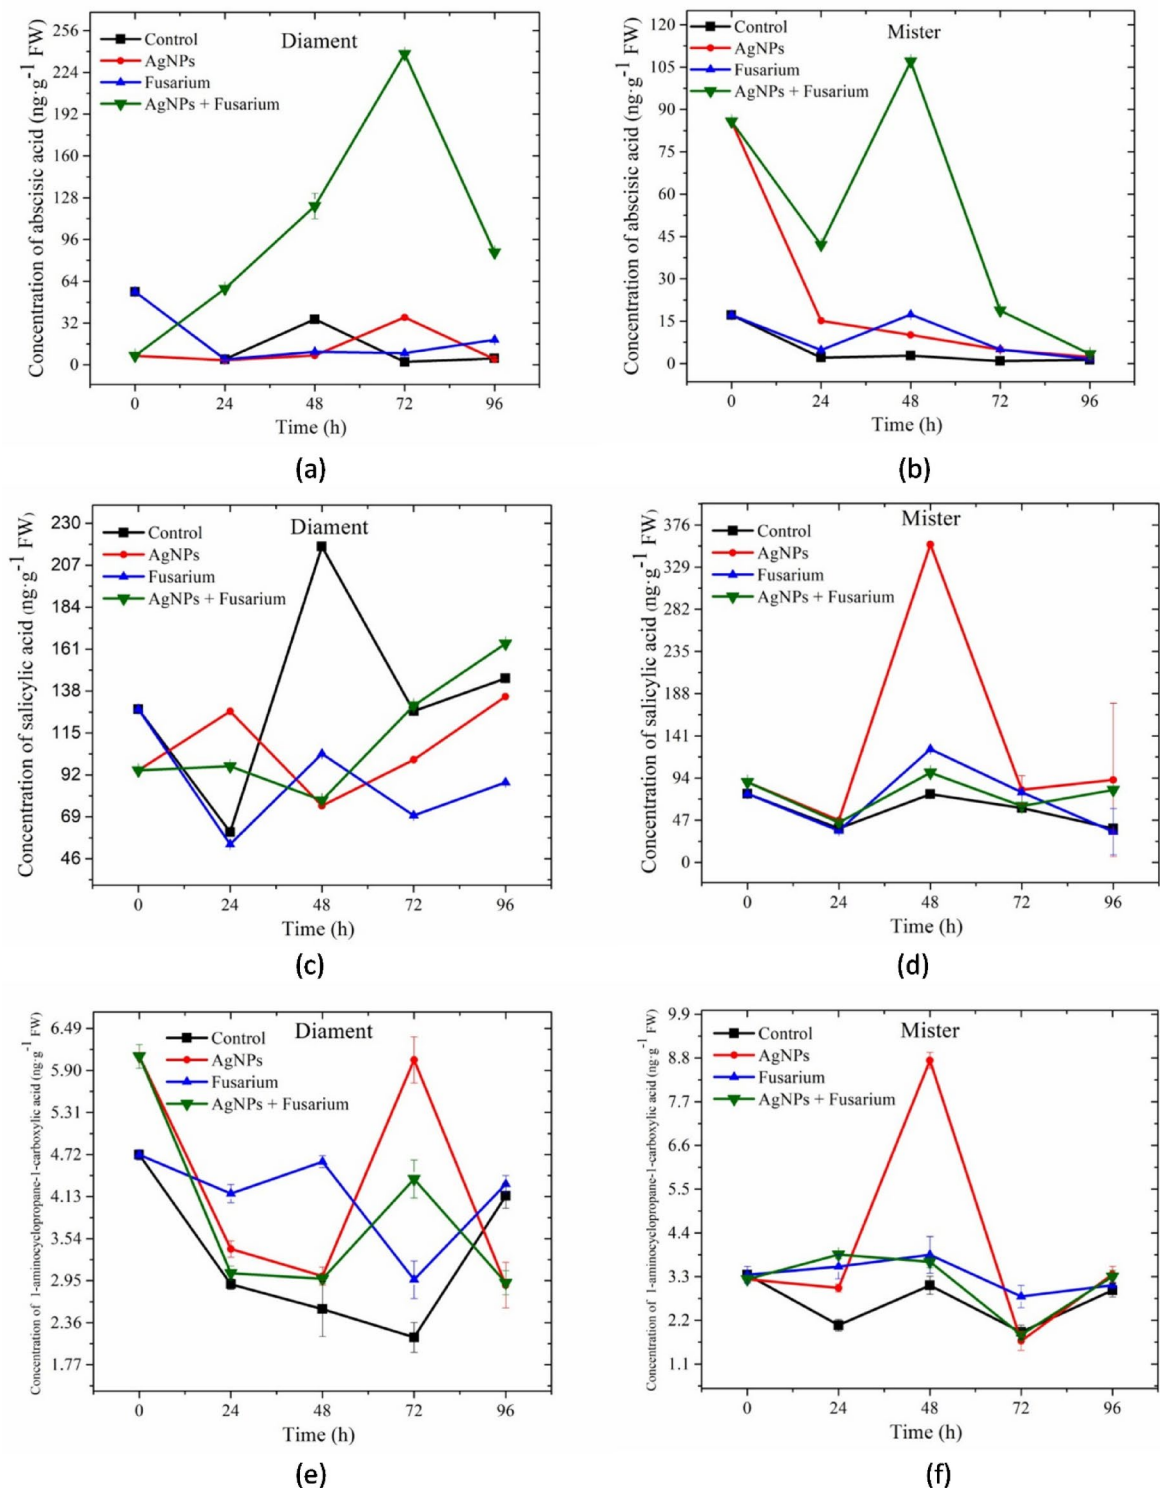 Concentration of abscisic acid (ng·g⁻¹ FW)
Diament
Control
AgNPs
Fusarium
AgNPs + Fusarium
256
224
192
160
128
96
64
32
0
0 24 48 72 96
Time (h)
(a)
Concentration of abscisic acid (ng·g⁻¹ FW)
Mister
Control
AgNPs
Fusarium
AgNPs + Fusarium
120
105
90
75
60
45
30
15
0
0 24 48 72 96
Time (h)
(b)
Concentration of salicylic acid (ng·g⁻¹ FW)
Diament
Control
AgNPs
Fusarium
AgNPs + Fusarium
230
207
184
161
138
115
92
69
46
0 24 48 72 96
Time (h)
(c)
Concentration of salicylic acid (ng·g⁻¹ FW)
Mister
Control
AgNPs
Fusarium
AgNPs + Fusarium
376
329
282
235
188
141
94
47
0
0 24 48 72 96
Time (h)
(d)
Concentration of 1-aminocyclopropane-1-carboxylic acid (ng·g⁻¹ FW)
Diament
Control
AgNPs
Fusarium
AgNPs + Fusarium
6.49
5.90
5.31
4.72
4.13
3.54
2.95
2.36
1.77
0 24 48 72 96
Time (h)
(e)
Concentration of 1-aminocyclopropane-1-carboxylic acid (ng·g⁻¹ FW)
Mister
Control
AgNPs
Fusarium
AgNPs + Fusarium
9.9
8.8
7.7
6.6
5.5
4.4
3.3
2.2
1.1
0 24 48 72 96
Time (h)
(f)